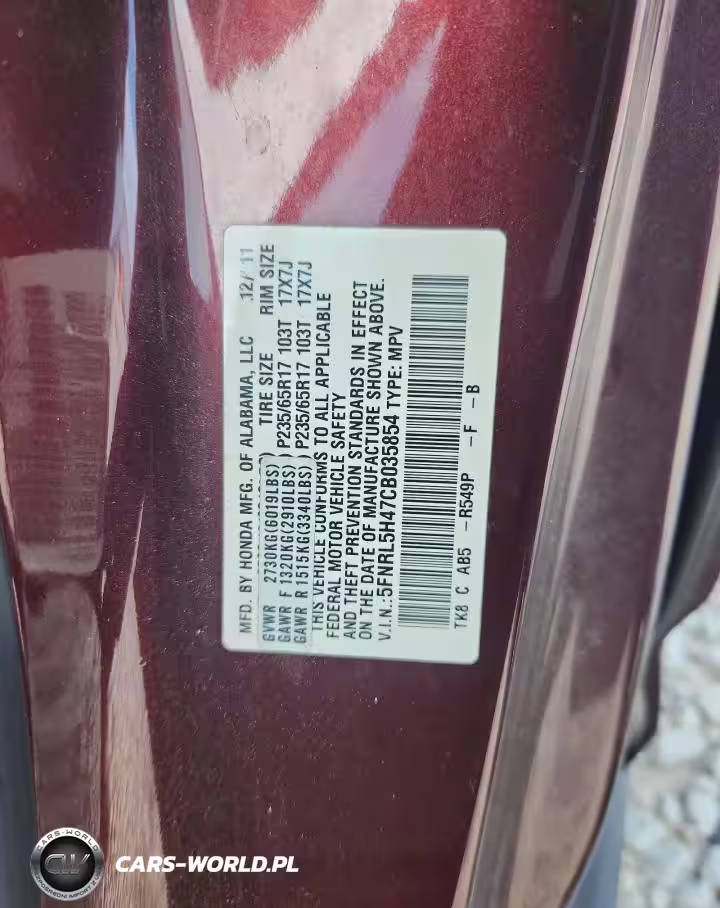 MFD. BY HONDA MFG. OF ALABAMA, LLC 12/ 11
GVWR 2730KG(6019LBS) TIRE SIZE RIM SIZE
GAWR F 1320KG(2910LBS) P235/65R17 103T 17X7J
GAWR R 1515KG(3340LBS) P235/65R17 103T 17X7J
THIS VEHICLE CONFORMS TO ALL APPLICABLE
FEDERAL MOTOR VEHICLE SAFETY
AND THEFT PREVENTION STANDARDS IN EFFECT
ON THE DATE OF MANUFACTURE SHOWN ABOVE.
V.I.N.:5FNRL5H47CB035854 TYPE: MPV
TK8 C AB5 -R549P -F -B
CARS-WORLD
CW
CARS-WORLD.PL